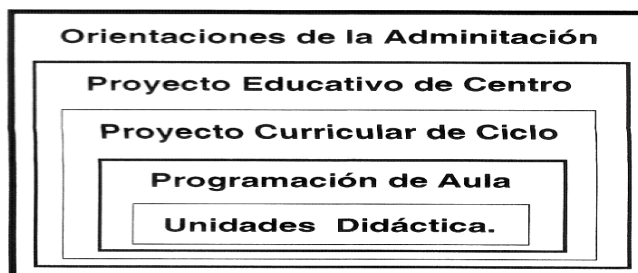 Orientaciones de la Adminitación
Proyecto Educativo de Centro
Proyecto Curricular de Ciclo
Programación de Aula
Unidades Didáctica.